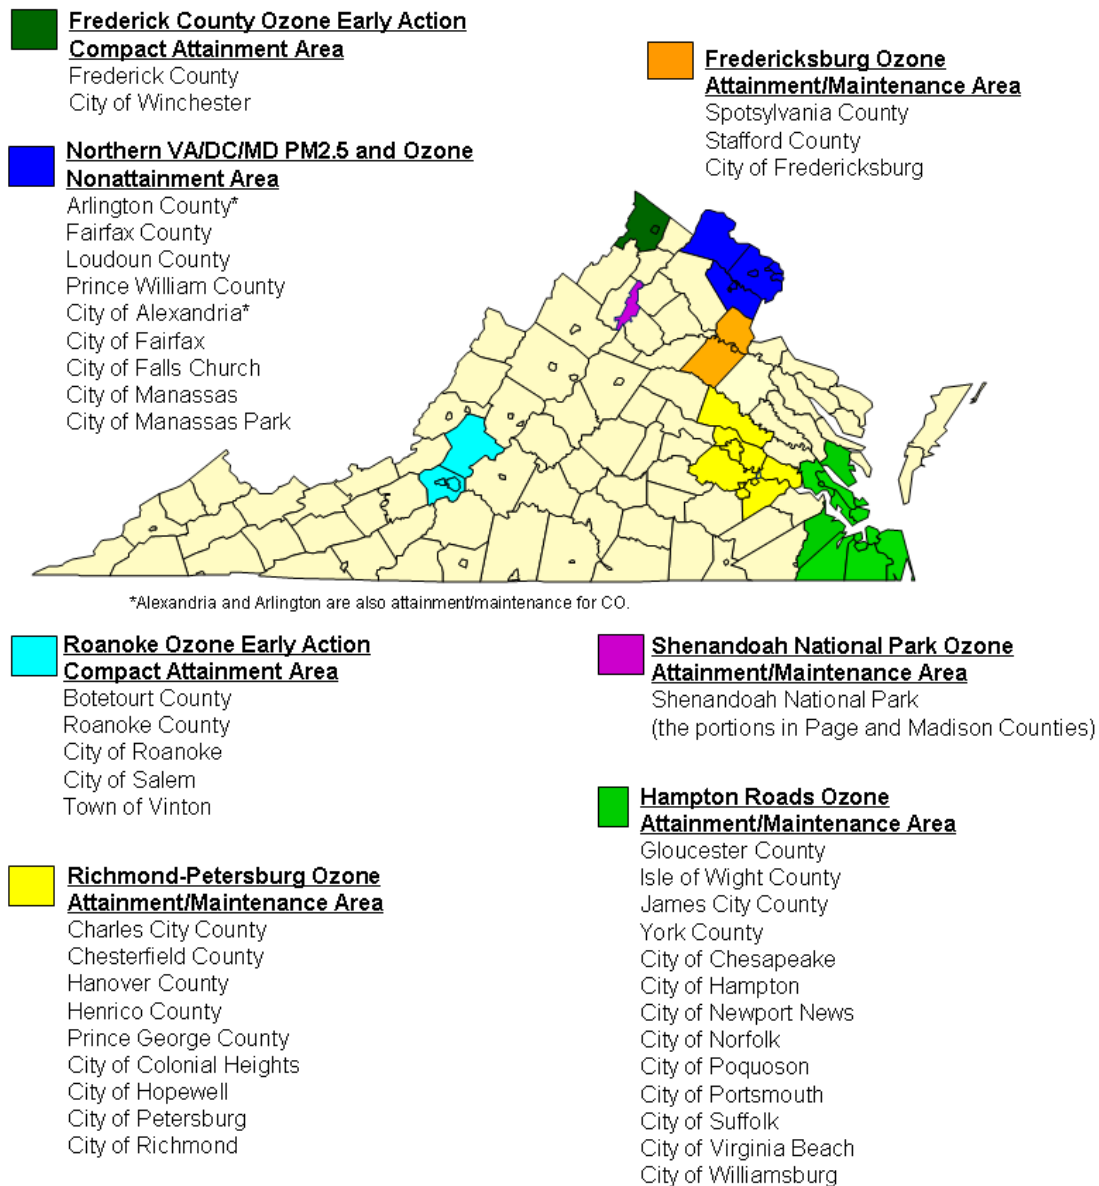 Frederick County Ozone Early Action
Compact Attainment Area
Frederick County
City of Winchester
Fredericksburg Ozone
Attainment/Maintenance Area
Spotsylvania County
Stafford County
City of Fredericksburg
Northern VA/DC/MD PM2.5 and Ozone
Nonattainment Area
Arlington County*
Fairfax County
Loudoun County
Prince William County
City of Alexandria*
City of Fairfax
City of Falls Church
City of Manassas
City of Manassas Park
*Alexandria and Arlington are also attainment/maintenance for CO.
Roanoke Ozone Early Action
Compact Attainment Area
Botetourt County
Roanoke County
City of Roanoke
City of Salem
Town of Vinton
Shenandoah National Park Ozone
Attainment/Maintenance Area
Shenandoah National Park
(the portions in Page and Madison Counties)
Richmond-Petersburg Ozone
Attainment/Maintenance Area
Charles City County
Chesterfield County
Hanover County
Henrico County
Prince George County
City of Colonial Heights
City of Hopewell
City of Petersburg
City of Richmond
Hampton Roads Ozone
Attainment/Maintenance Area
Gloucester County
Isle of Wight County
James City County
York County
City of Chesapeake
City of Hampton
City of Newport News
City of Norfolk
City of Poquoson
City of Portsmouth
City of Suffolk
City of Virginia Beach
City of Williamsburg